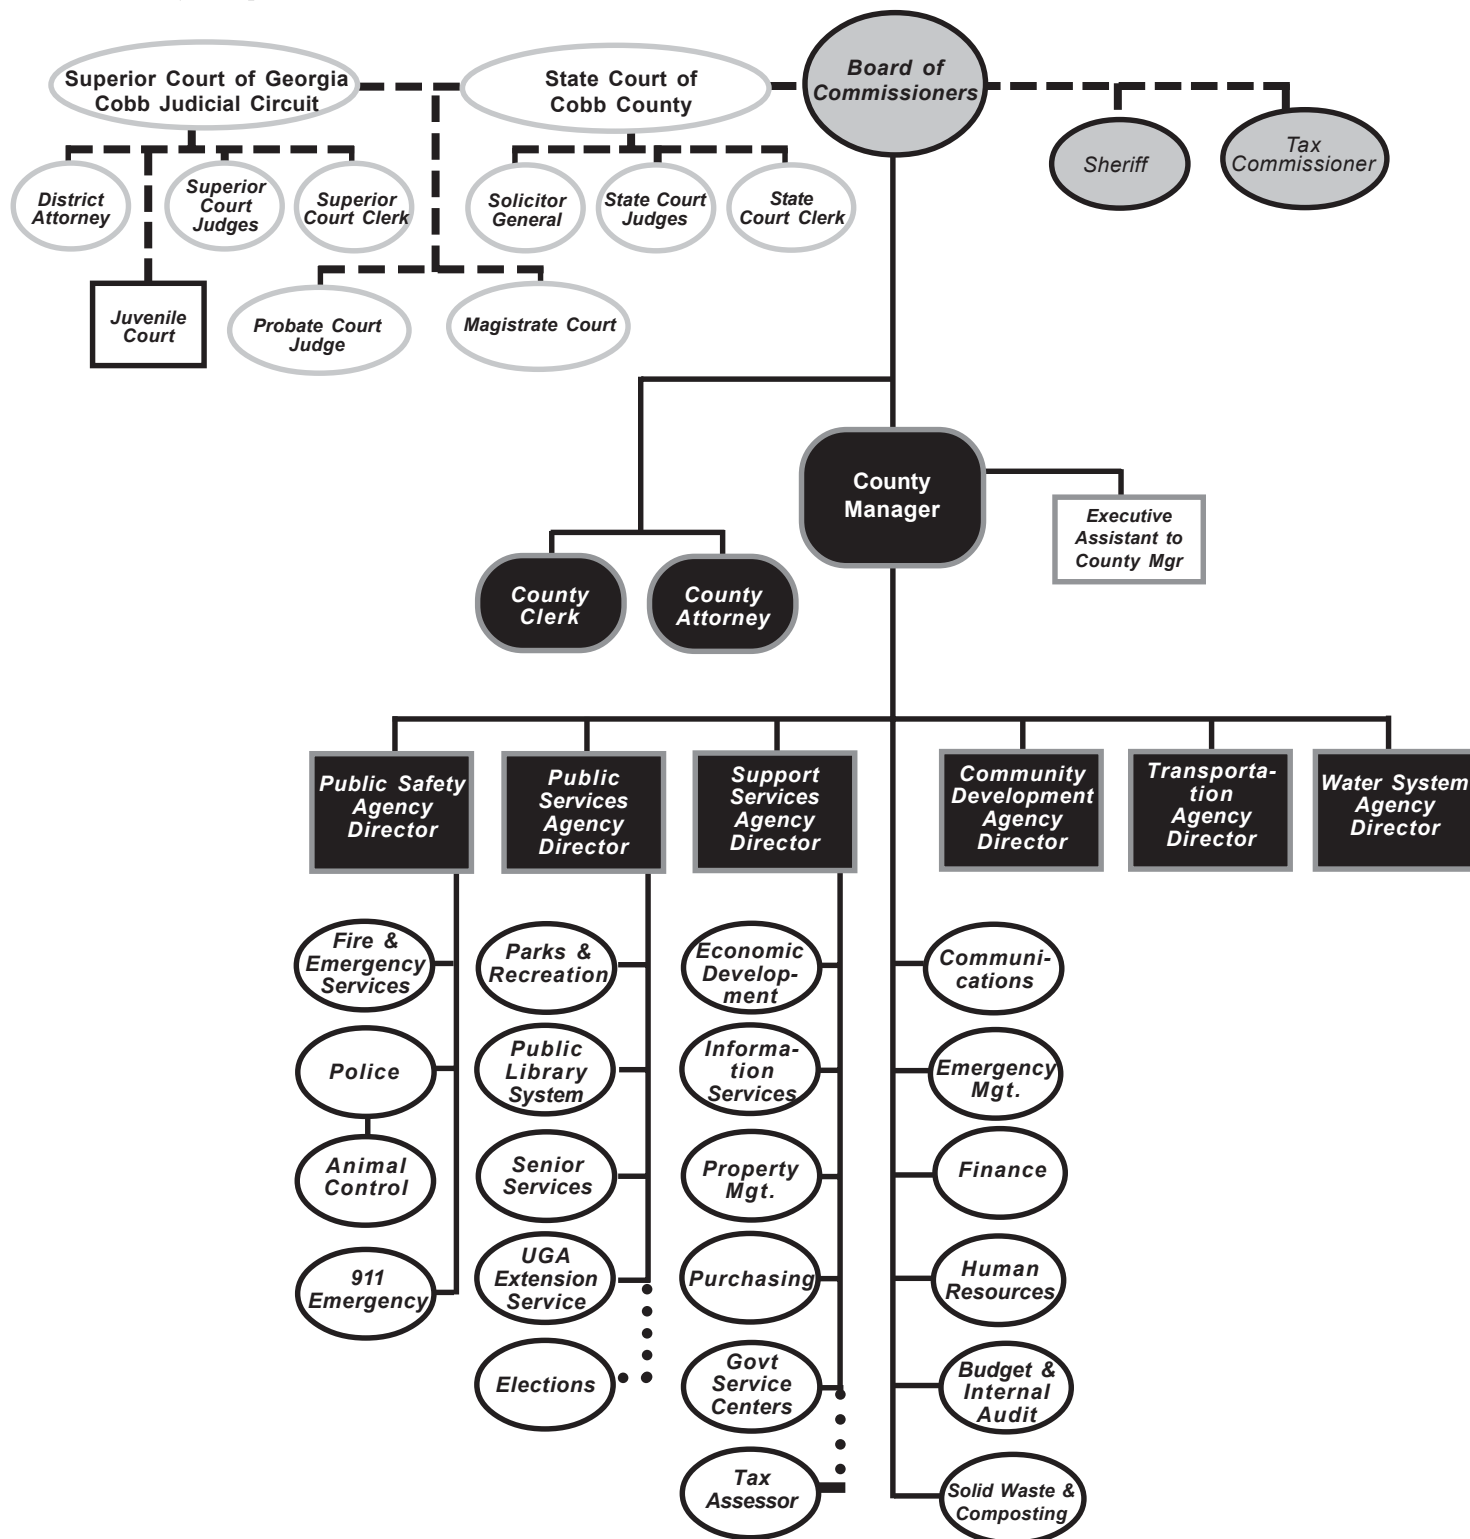 Superior Court of Georgia
Cobb Judicial Circuit
State Court of
Cobb County
Board of
Commissioners
Sheriff
Tax
Commissioner
District
Attorney
Superior
Court
Judges
Superior
Court Clerk
Solicitor
General
State Court
Judges
State
Court Clerk
Juvenile
Court
Probate Court
Judge
Magistrate Court
County
Manager
Executive
Assistant to
County Mgr
County
Clerk
County
Attorney
Public Safety
Agency
Director
Public
Services
Agency
Director
Support
Services
Agency
Director
Community
Development
Agency
Director
Transporta-
tion
Agency
Director
Water System
Agency
Director
Fire &
Emergency
Services
Police
Animal
Control
911
Emergency
Parks &
Recreation
Public
Library
System
Senior
Services
UGA
Extension
Service
Elections
Economic
Develop-
ment
Informa-
tion
Services
Property
Mgt.
Purchasing
Govt
Service
Centers
Tax
Assessor
Communi-
cations
Emergency
Mgt.
Finance
Human
Resources
Budget &
Internal
Audit
Solid Waste &
Composting